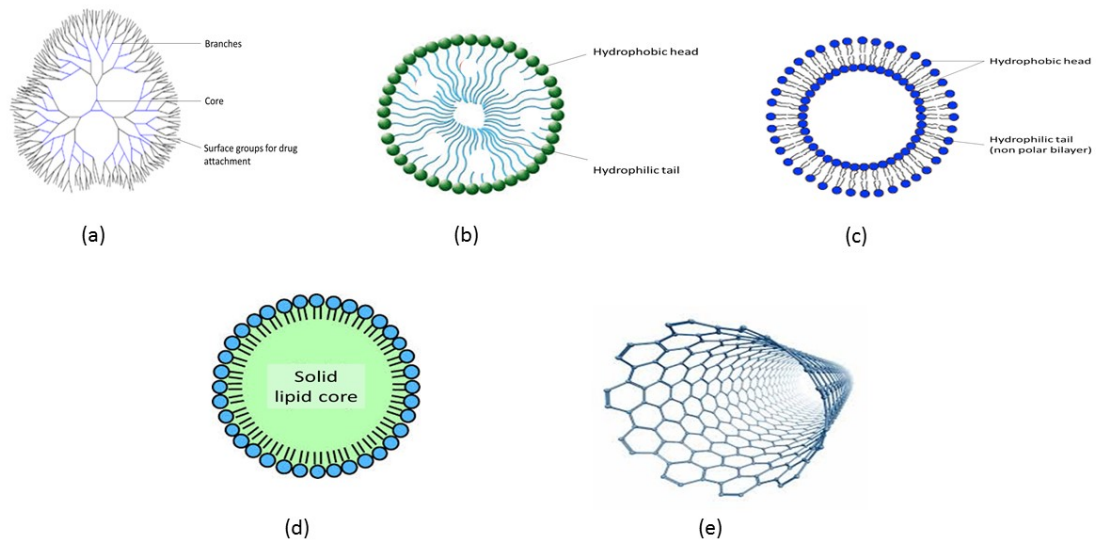 Branches
Core
Surface groups for drug
attachment
(a)
Hydrophobic head
Hydrophilic tail
(b)
Hydrophobic head
Hydrophilic tail
(non polar bilayer)
(c)
Solid
lipid core
(d)
(e)